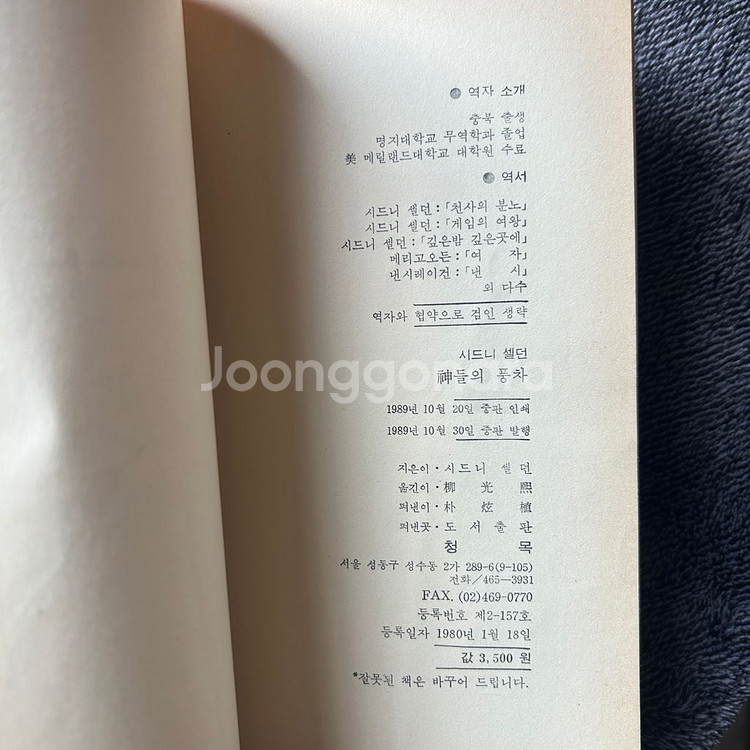 ● 역자 소개
충북 출생
명지대학교 무역학과 졸업
美 메릴랜드대학교 대학원 수료
● 역서
시드니 셀던 : 「천사의 분노」
시드니 셀던 : 「게임의 여왕」
시드니 셀던 : 「깊은밤 깊은곳에」
메리고오든 : 「여 자」
낸시레이건 : 「낸 시」
외 다수
역자와 협약으로 검인 생략
시드니 셀던
神들의 풍차
Joonggonara
1989년 10월 20일 중판 인쇄
1989년 10월 30일 중판 발행
지은이・시드니 셀 던
옮긴이・柳 光 熙
펴낸이・朴 炫 植
펴낸곳・도 서 출 판
청 목
서울 성동구 성수동 2가 289-6(9-105)
전화/465—3931
FAX. (02)469-0770
등록번호 제2-157호
등록일자 1980년 1월 18일
값 3,500 원
*잘못된 책은 바꾸어 드립니다.